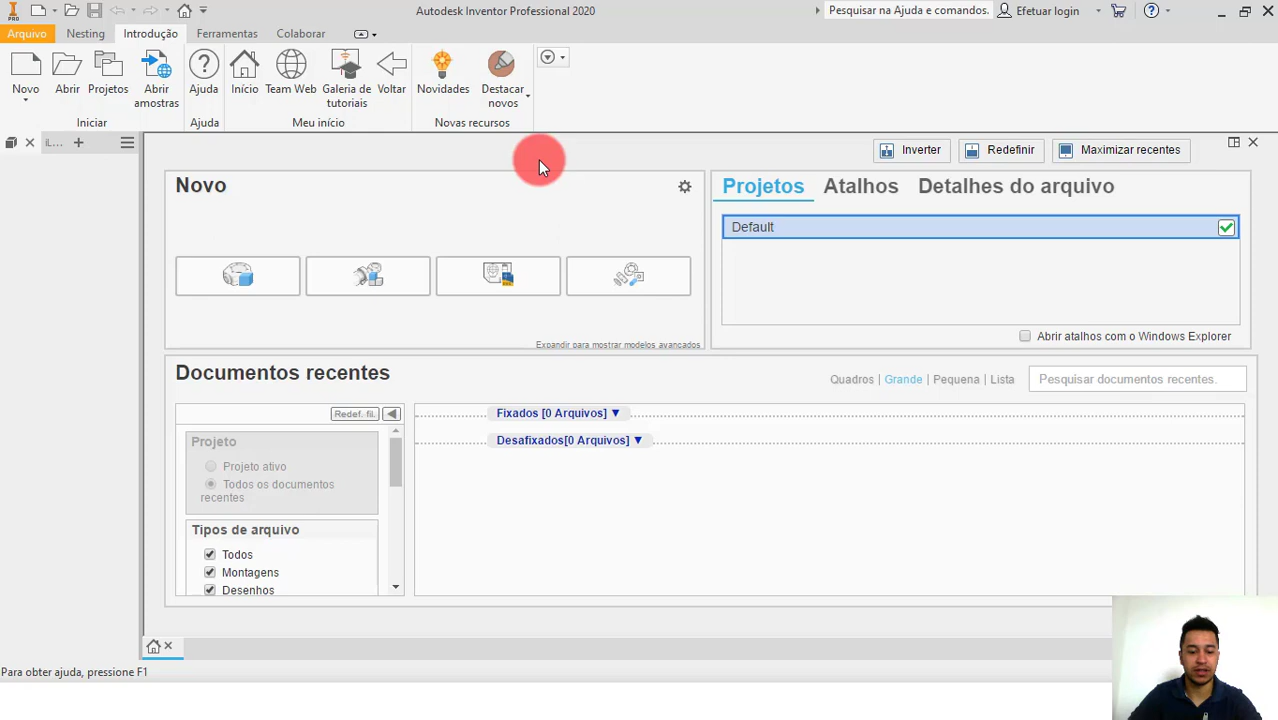 PRO
Autodesk Inventor Professional 2020
Pesquisar na Ajuda e comandos.
Efetuar login
Arquivo
Nesting
Introdução
Ferramentas
Colaborar
Novo
Abrir
Projetos
Abrir
amostras
Ajuda
Início
Team Web
Galeria de
tutoriais
Voltar
Novidades
Destacar
novos
Iniciar
Ajuda
Meu início
Novas recursos
iL...
Inverter
Redefinir
Maximizar recentes
Novo
Projetos
Atalhos
Detalhes do arquivo
Default
Expandir para mostrar modelos avançados
Abrir atalhos com o Windows Explorer
Documentos recentes
Quadros | Grande | Pequena | Lista
Pesquisar documentos recentes.
Redef. fil.
Fixados [0 Arquivos] ▼
Desafixados[0 Arquivos] ▼
Projeto
Projeto ativo
Todos os documentos
recentes
Tipos de arquivo
Todos
Montagens
Desenhos
Para obter ajuda, pressione F1